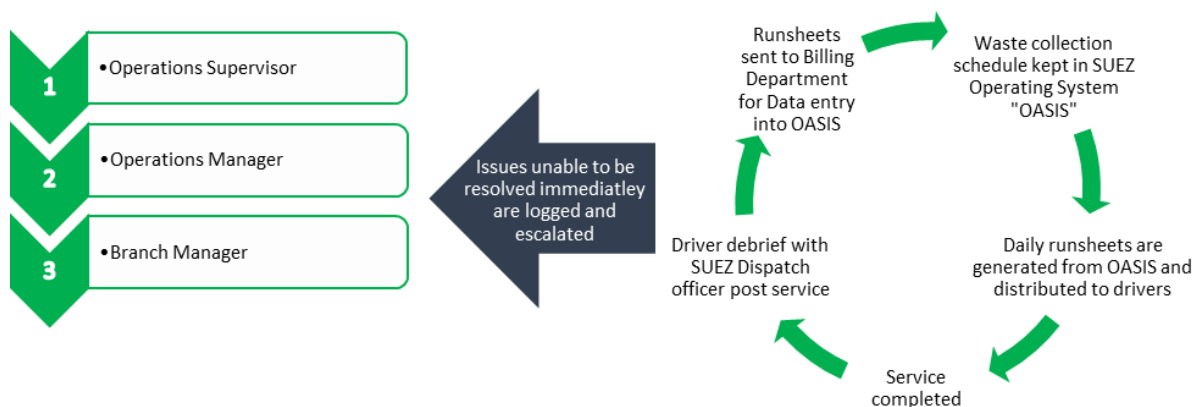 1
•Operations Supervisor
2
•Operations Manager
3
•Branch Manager
Issues unable to be
resolved immediatley
are logged and
escalated
Runsheets
sent to Billing
Department
for Data entry
into OASIS
Waste collection
schedule kept in SUEZ
Operating System
"OASIS"
Daily runsheets are
generated from OASIS and
distributed to drivers
Service
completed
Driver debrief with
SUEZ Dispatch
officer post service